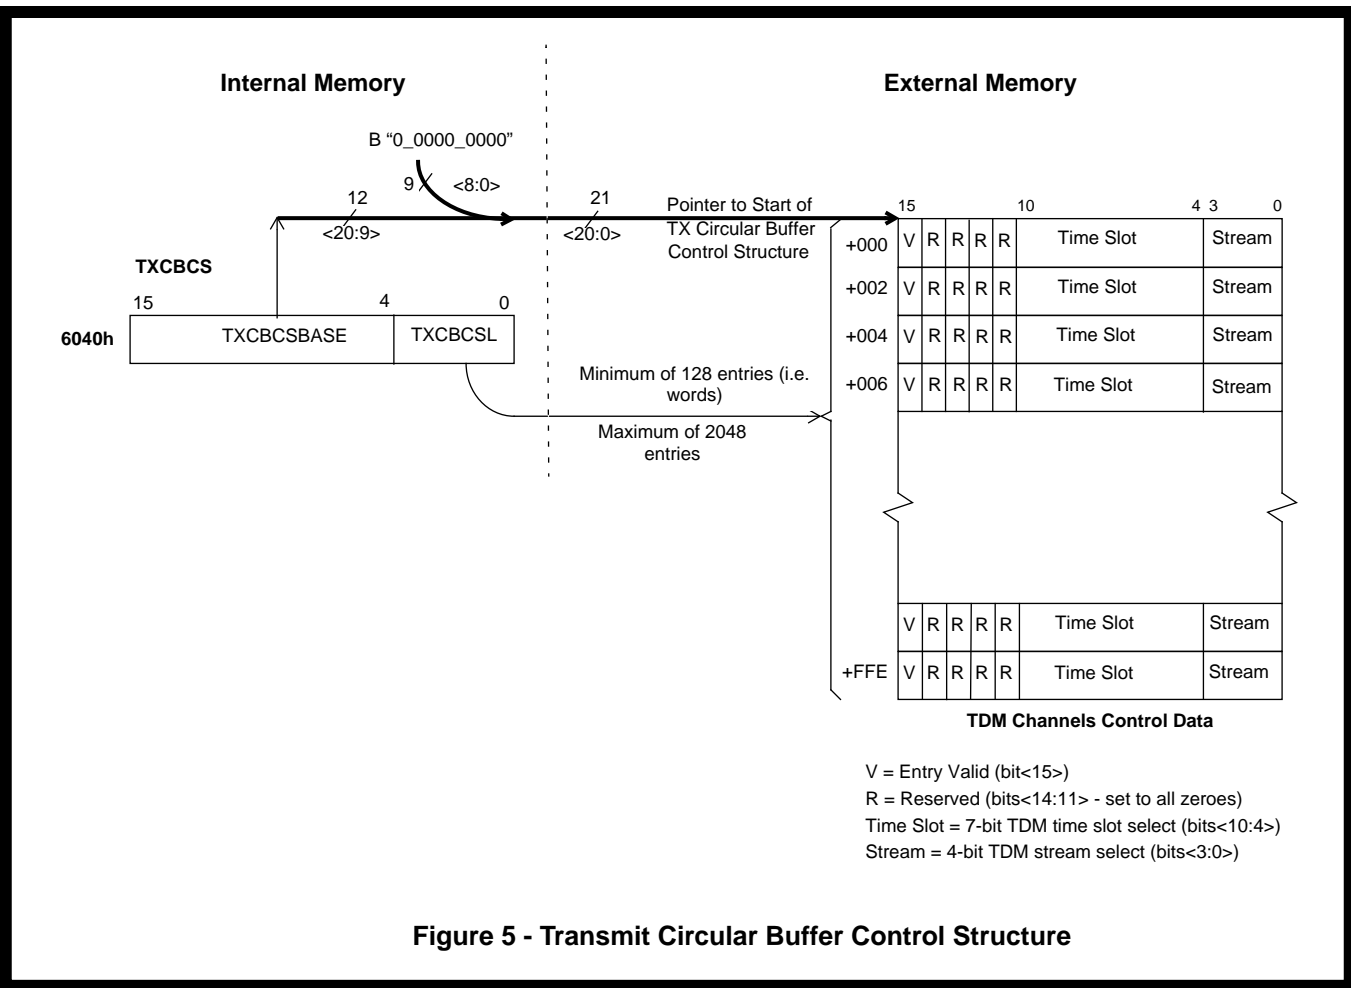 Internal Memory
External Memory
B “0_0000_0000”
9
<8:0>
12
<20:9>
21
<20:0>
Pointer to Start of
TX Circular Buffer
Control Structure
TXCBCS
15
4
0
6040h
TXCBCSBASE
TXCBCSL
Minimum of 128 entries (i.e.
words)
Maximum of 2048
entries
15
10
4
3
0
+000 V R R R R Time Slot Stream
+002 V R R R R Time Slot Stream
+004 V R R R R Time Slot Stream
+006 V R R R R Time Slot Stream
V R R R R Time Slot Stream
+FFE V R R R R Time Slot Stream
TDM Channels Control Data
V = Entry Valid (bit<15>)
R = Reserved (bits<14:11> - set to all zeroes)
Time Slot = 7-bit TDM time slot select (bits<10:4>)
Stream = 4-bit TDM stream select (bits<3:0>)
Figure 5 - Transmit Circular Buffer Control Structure